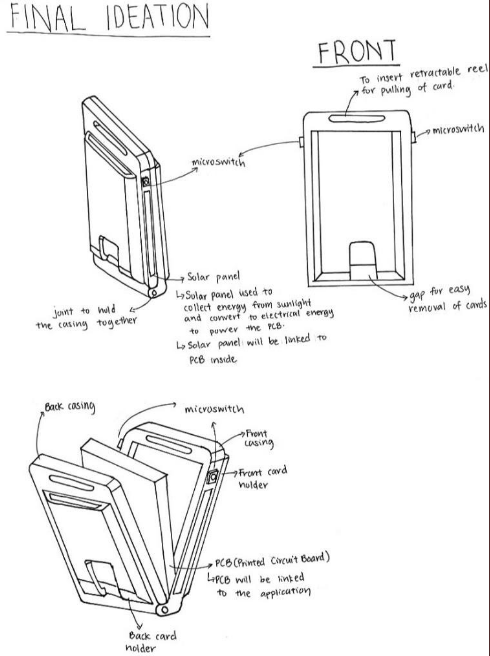 FINAL IDEATION
FRONT
To insert retractable reel
for pulling of card.
microswitch
microswitch
Solar panel
↳ Solar panel used to
collect energy from sunlight
and convert to electrical energy
to power the PCB.
↳ Solar panel will be linked to
PCB inside
joint to hold
the casing together
gap for easy
removal of cards
Back casing
microswitch
Front
casing
Front card
holder
PCB (Printed Circuit Board)
↳ PCB will be linked
to the application
Back card
holder